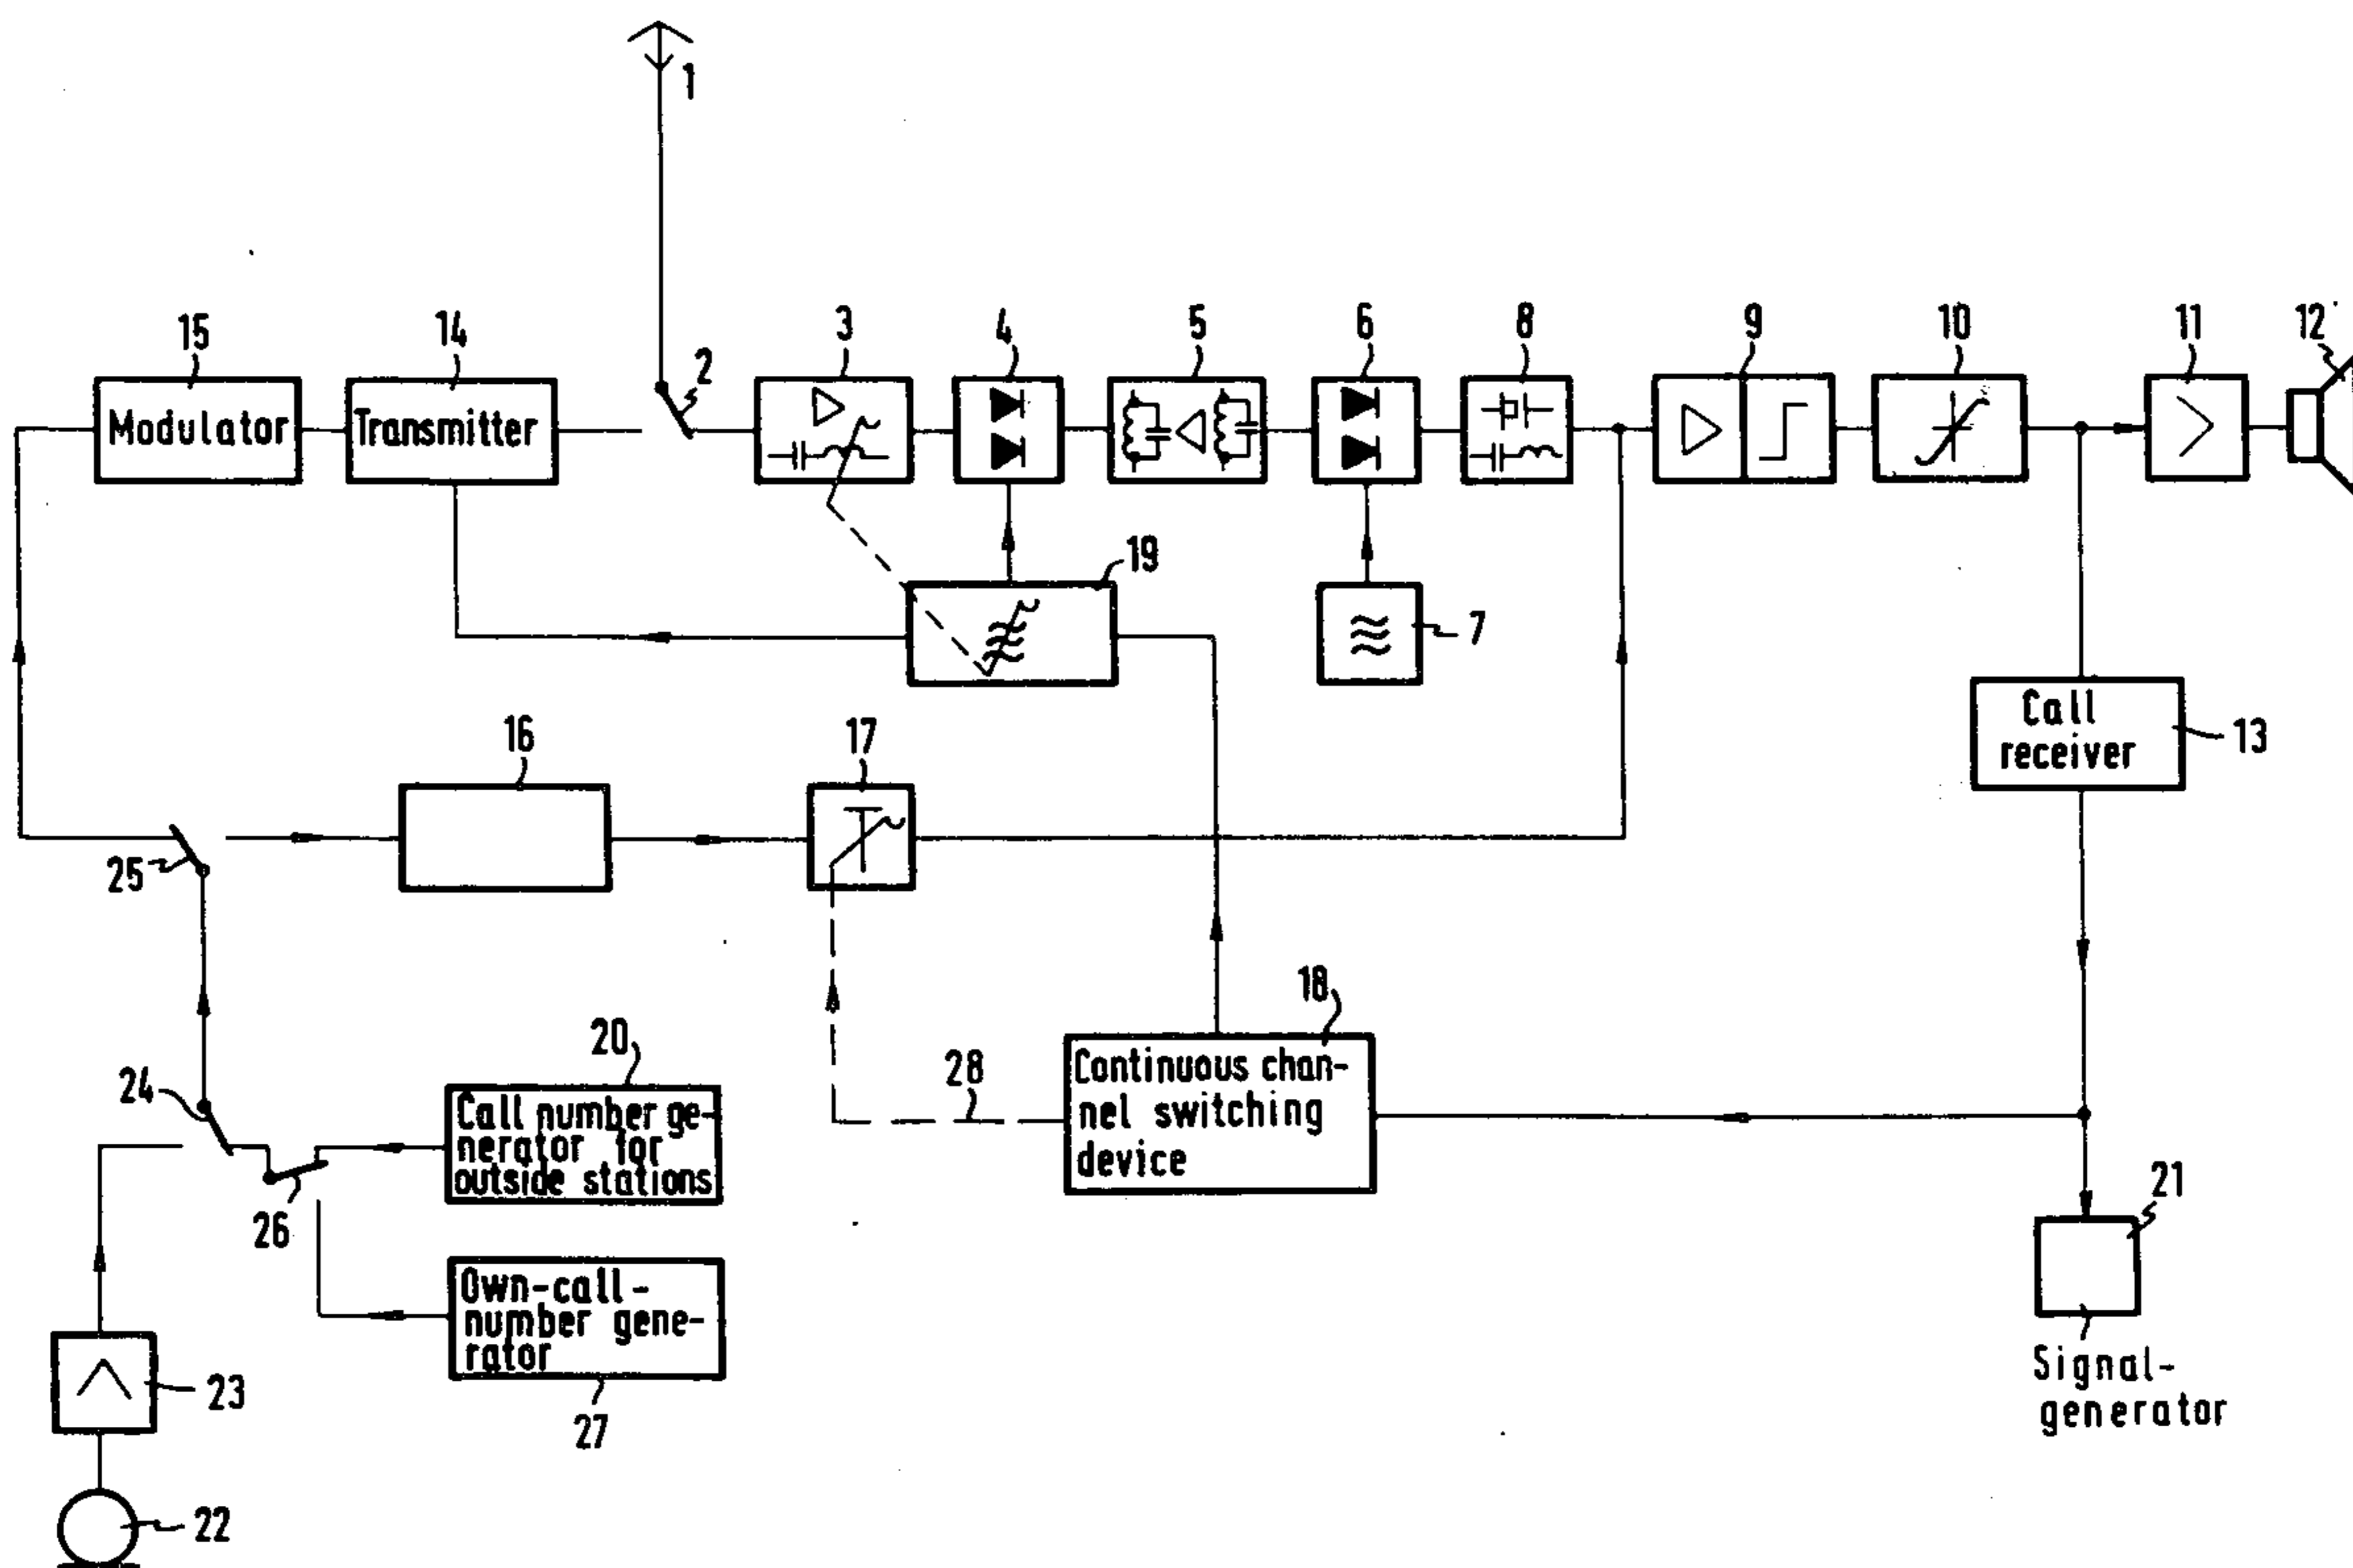 1
15
14
2
3
4
5
6
8
9
10
11
12
Modulator
Transmitter
19
7
16
17
Call
receiver
13
25
18
20
28
Continuous chan-
nel switching
device
24
Call number ge-
nerator for
outside stations
26
21
Own-call-
number gene-
rator
23
27
Signal-
generator
22